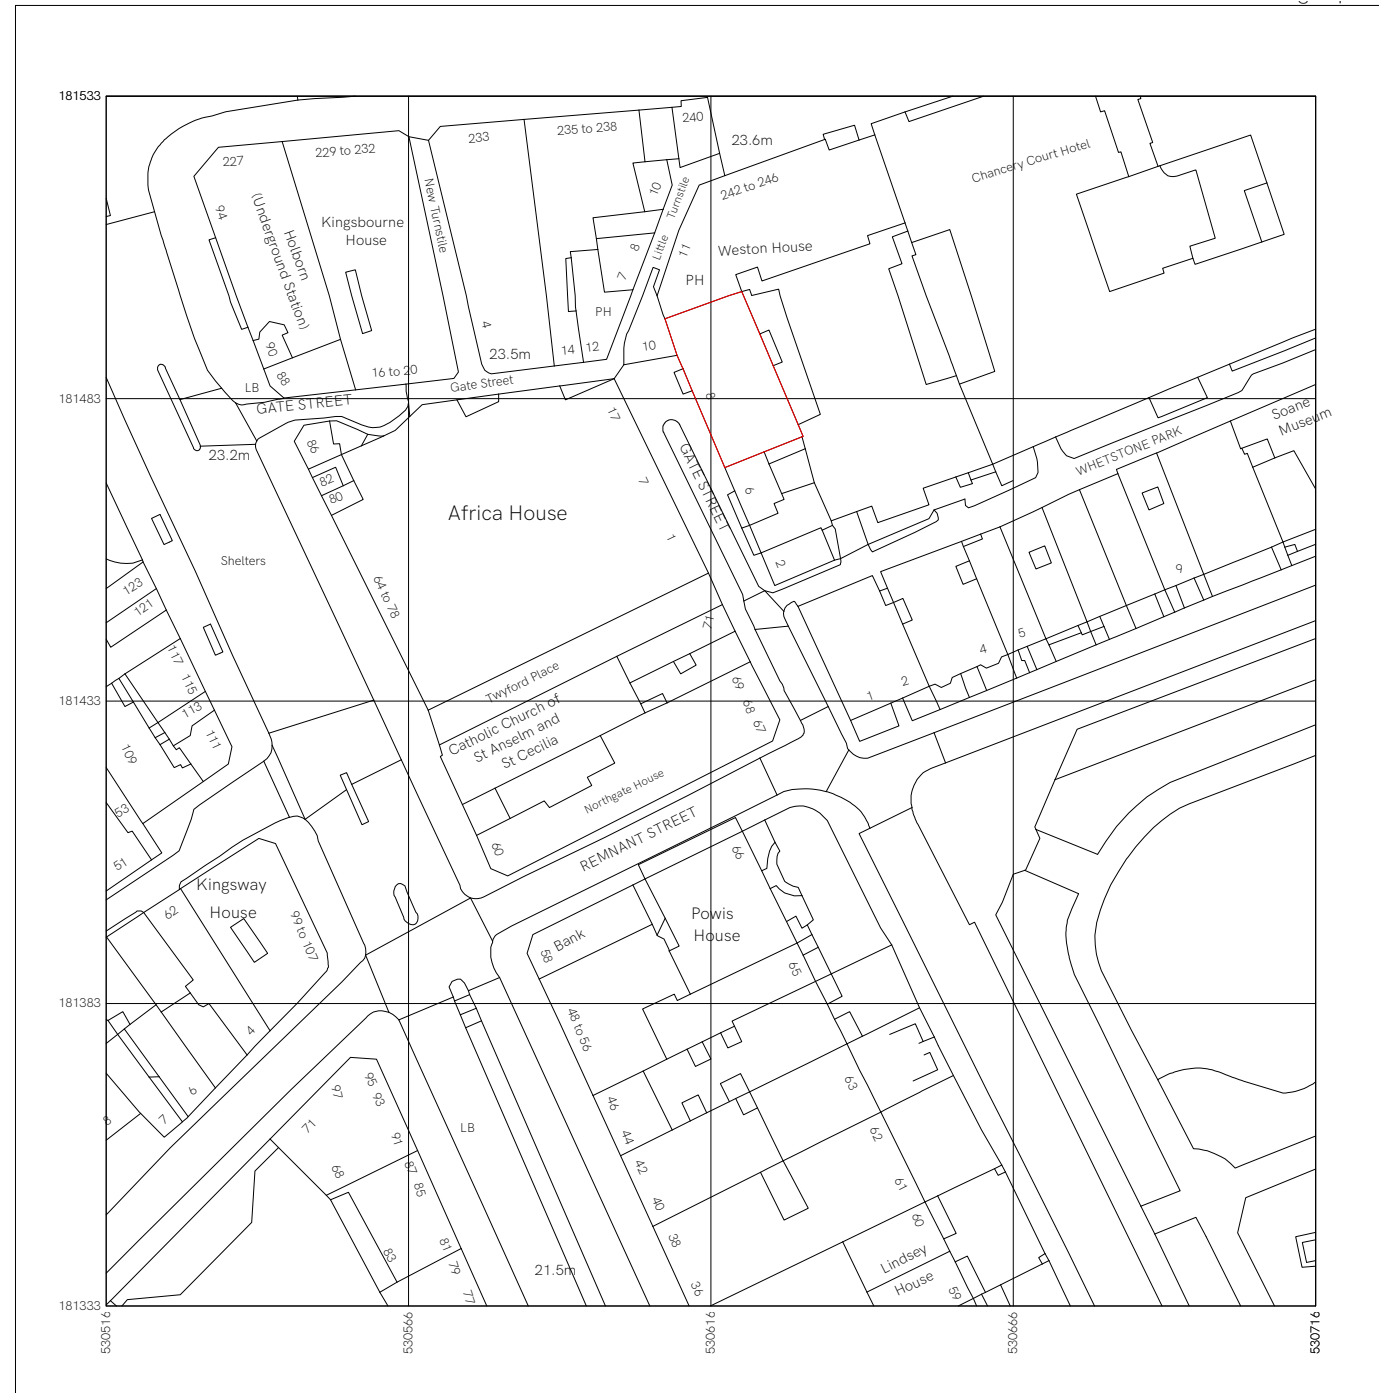 181533
240
233
235 to 238
23.6m
229 to 232
227
Chancery Court Hotel
242 to 246
10
New Turnstile
Little Turnstile
94
Holborn
(Underground Station)
Kingsbourne
House
8
11
Weston House
7
PH
PH
4
23.5m
14
12
10
90
88
16 to 20
LB
Gate Street
181483
GATE STREET
8
17
Soane
Museum
WHETSTONE PARK
86
23.2m
GATE STREET
82
80
7
6
Africa House
1
Shelters
2
9
123
121
64 to 78
71
5
4
117
115
113
111
Twyford Place
69
68
67
1
2
181433
Catholic Church of
St Anselm and
St Cecilia
109
Northgate House
53
REMNANT STREET
60
51
66
Kingsway
House
62
99 to 107
Powis
House
Bank
58
65
181383
4
48 to 56
6
7
8
97
95
93
63
46
71
91
LB
44
62
42
68
87
85
61
40
60
38
81
83
79
77
21.5m
36
Lindsey
House
59
181333
530516
530566
530616
530666
530716